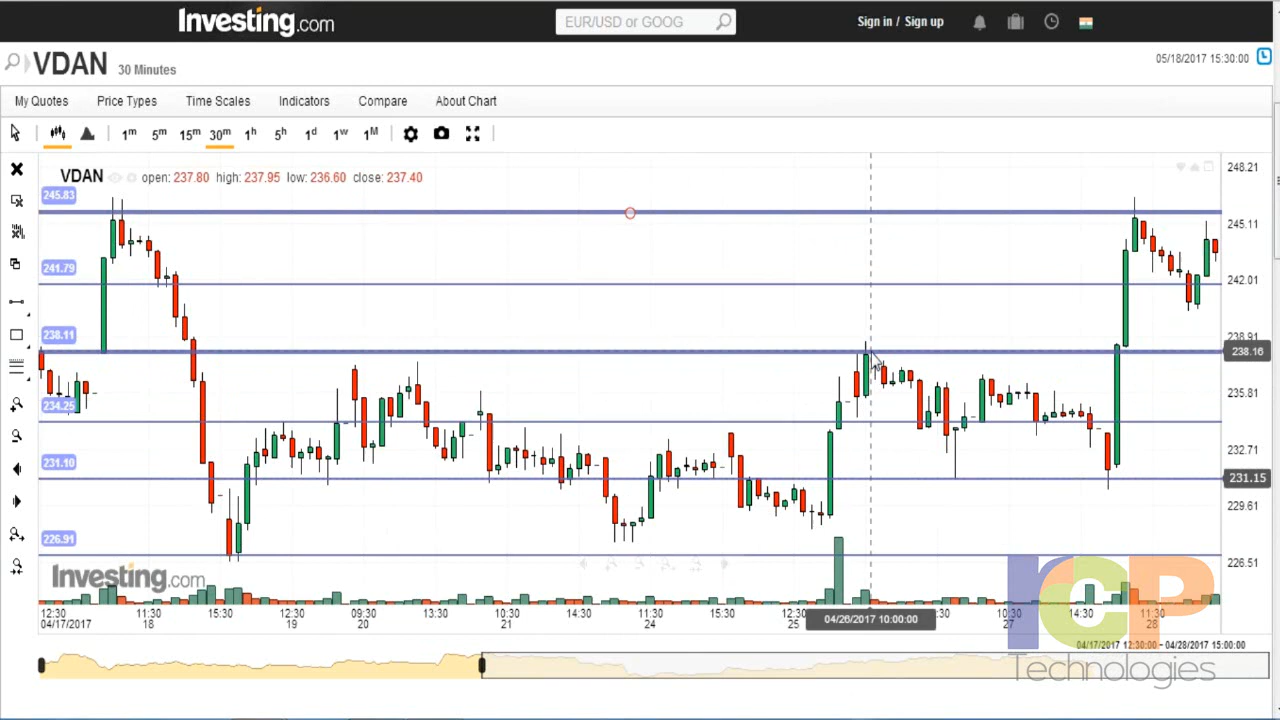 Investing.com
EUR/USD or GOOG
Sign in / Sign up
VDAN 30 Minutes
05/18/2017 15:30:00
My Quotes Price Types Time Scales Indicators Compare About Chart
1m 5m 15m 30m 1h 5h 1d 1w 1M
VDAN open: 237.80 high: 237.95 low: 236.60 close: 237.40
248.21
245.83
245.11
241.79
242.01
238.11
238.91
238.16
235.81
234.25
232.71
231.10
231.15
229.61
226.91
226.51
Investing.com
12:30 11:30 15:30 12:30 09:30 13:30 10:30 14:30 11:30 15:30 12:30 04/26/2017 10:00:00 10:30 14:30 11:30
04/17/2017 18 19 20 21 24 25 27 28
04/17/2017 12:30:00 - 04/28/2017 15:00:00
rCP
Technologies